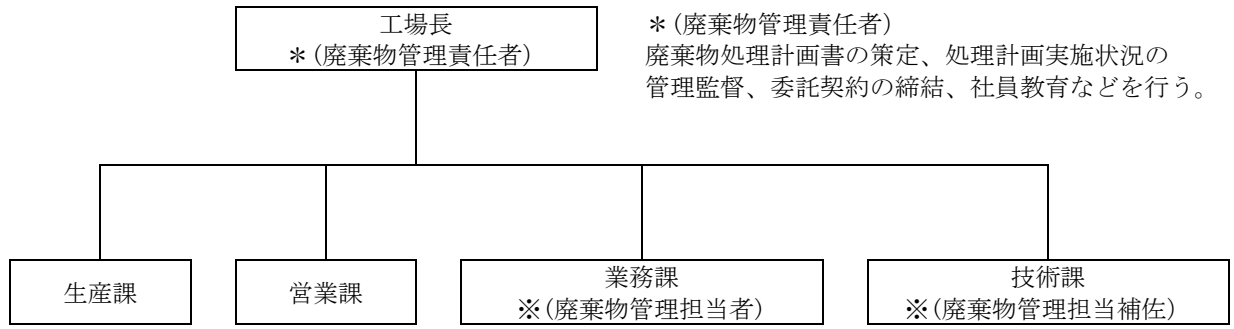 工場長
＊(廃棄物管理責任者)
＊(廃棄物管理責任者)
廃棄物処理計画書の策定、処理計画実施状況の
管理監督、委託契約の締結、社員教育などを行う。
生産課
営業課
業務課
※(廃棄物管理担当者)
技術課
※(廃棄物管理担当補佐)